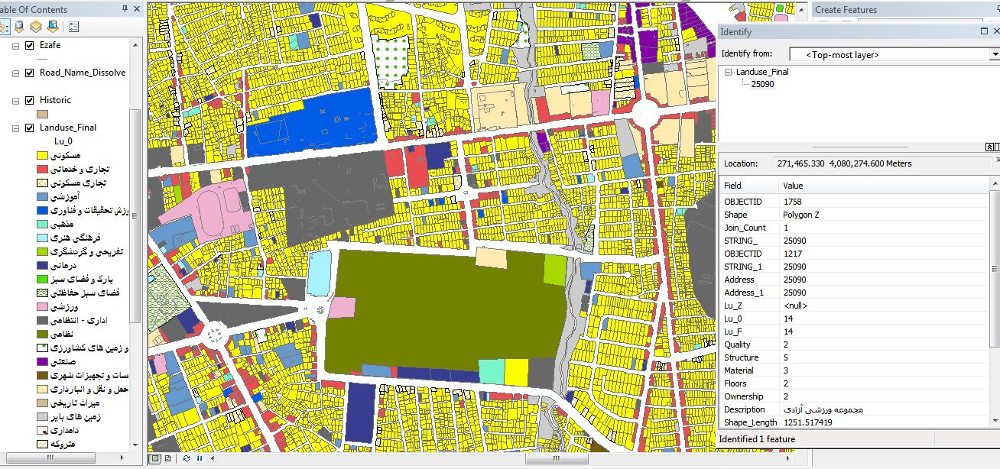 Table Of Contents
Ezafe
Road_Name_Dissolve
Historic
Landuse_Final
Lu_0
مسکونی
تجاری و خدماتی
تجاری مسکونی
آموزشی
وزش تحقیقات و فناوری
مذهبی
فرهنگی هنری
تفریحی و گردشگری
درمانی
پارک و فضای سبز
فضای سبز حفاظتی
ورزشی
اداری - انتظامی
نظامی
و زمین های کشاورزی
صنعتی
سات و تجهیزات شهری
حمل و نقل و انبارداری
میراث تاریخی
زمین های بایر
دامداری
متروکه
Create Features
Identify
Identify from: <Top-most layer>
Landuse_Final
25090
Location: 271,465.330 4,080,274.600 Meters
Field Value
OBJECTID 1758
Shape Polygon Z
Join_Count 1
STRING_ 25090
OBJECTID 1217
STRING_1 25090
Address 25090
Address_1 25090
Lu_Z <null>
Lu_0 14
Lu_F 14
Quality 2
Structure 5
Material 3
Floors 2
Ownership 2
Description مجموعه ورزشی آزادی
Shape_Length 1251.517419
Identified 1 feature